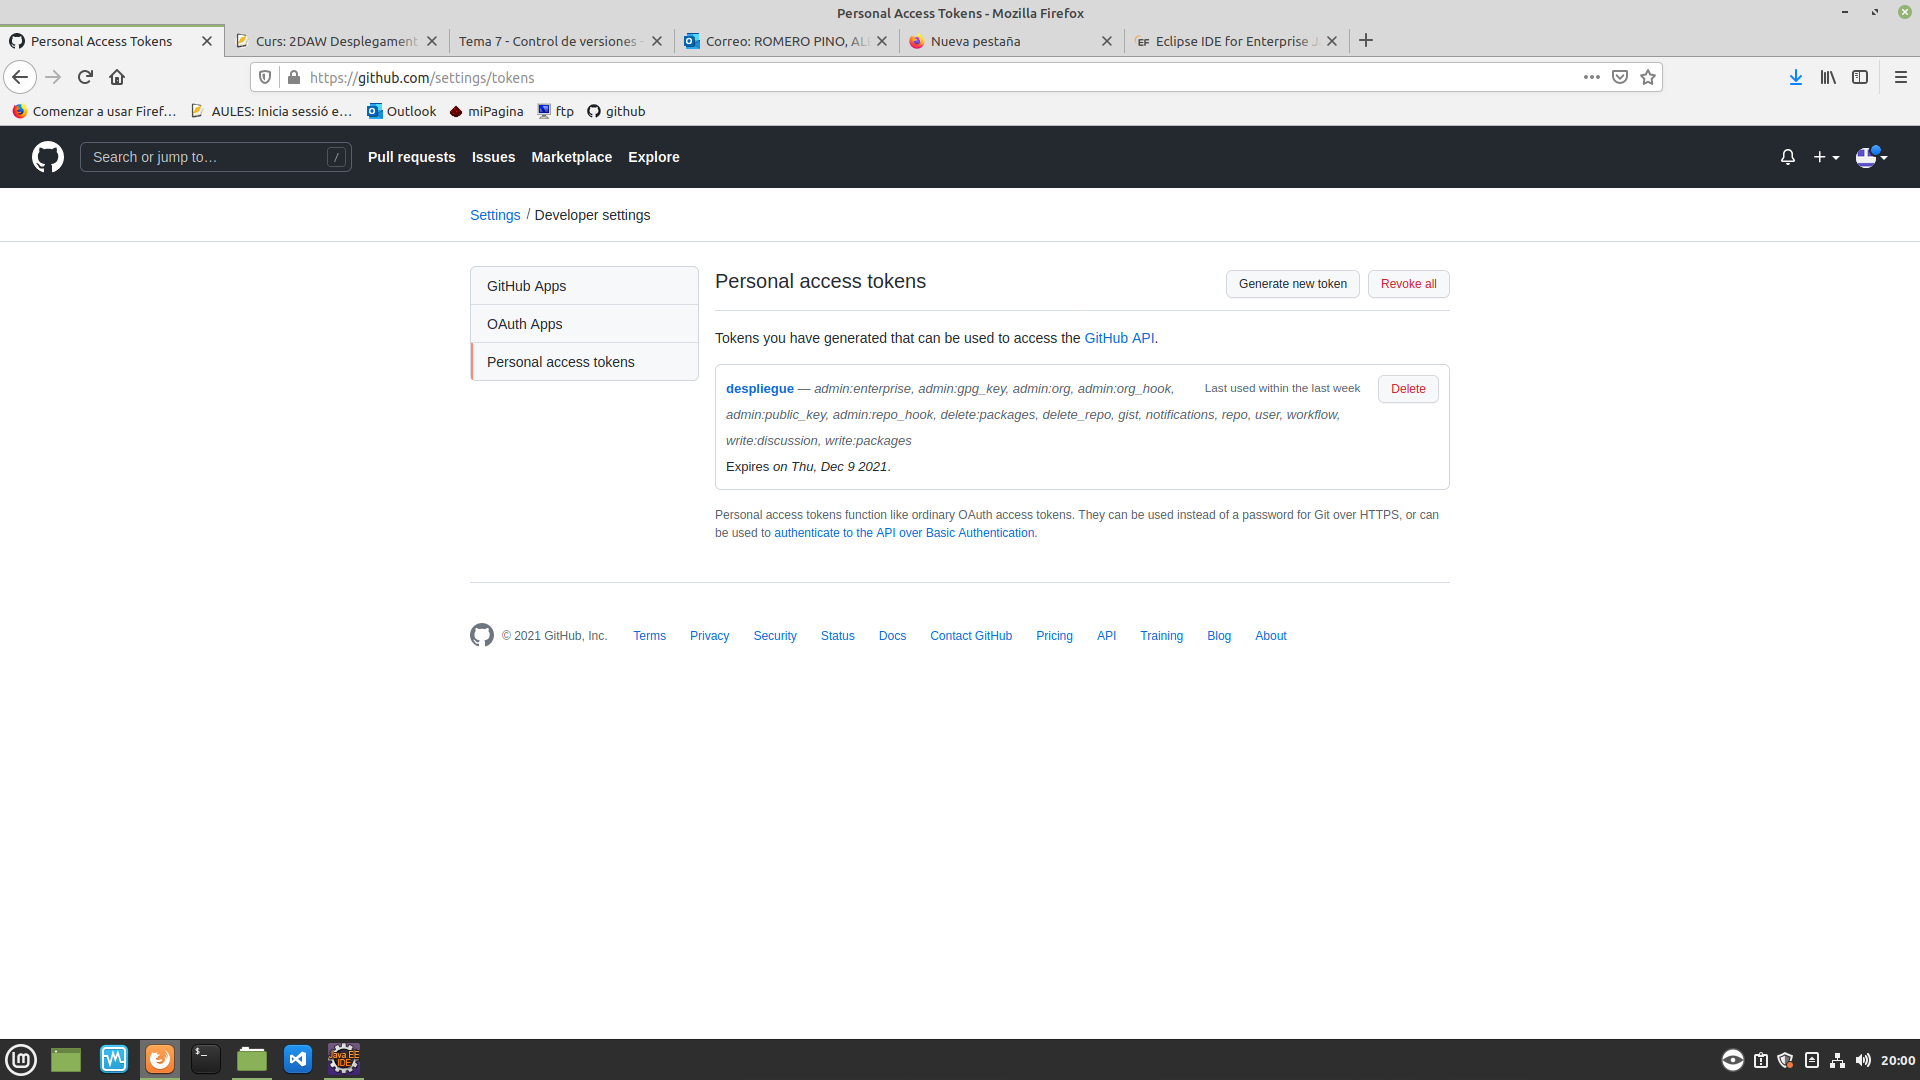 Personal Access Tokens - Mozilla Firefox
Personal Access Tokens
Curs: 2DAW Desplegament
Tema 7 - Control de versiones -
Correo: ROMERO PINO, ALE
Nueva pestaña
EF Eclipse IDE for Enterprise J
https://github.com/settings/tokens
Comenzar a usar Firef…
AULES: Inicia sessió e…
Outlook
miPagina
ftp
github
Search or jump to… /
Pull requests
Issues
Marketplace
Explore
Settings / Developer settings
GitHub Apps
OAuth Apps
Personal access tokens
Personal access tokens
Generate new token
Revoke all
Tokens you have generated that can be used to access the GitHub API.
despliegue — admin:enterprise, admin:gpg_key, admin:org, admin:org_hook,
admin:public_key, admin:repo_hook, delete:packages, delete_repo, gist, notifications, repo, user, workflow,
write:discussion, write:packages
Last used within the last week
Delete
Expires on Thu, Dec 9 2021.
Personal access tokens function like ordinary OAuth access tokens. They can be used instead of a password for Git over HTTPS, or can
be used to authenticate to the API over Basic Authentication.
© 2021 GitHub, Inc.
Terms
Privacy
Security
Status
Docs
Contact GitHub
Pricing
API
Training
Blog
About
$_
Java EE
IDE
20:00